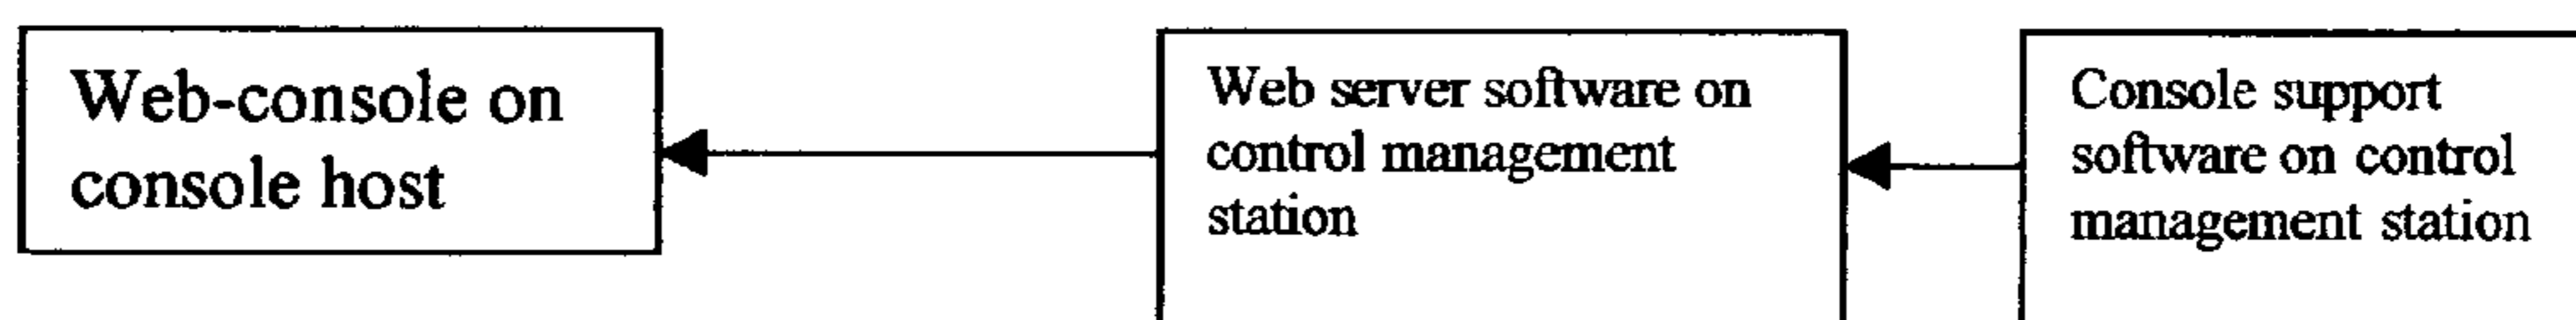 Web-console on
console host
Web server software on
control management
station
Console support
software on control
management station